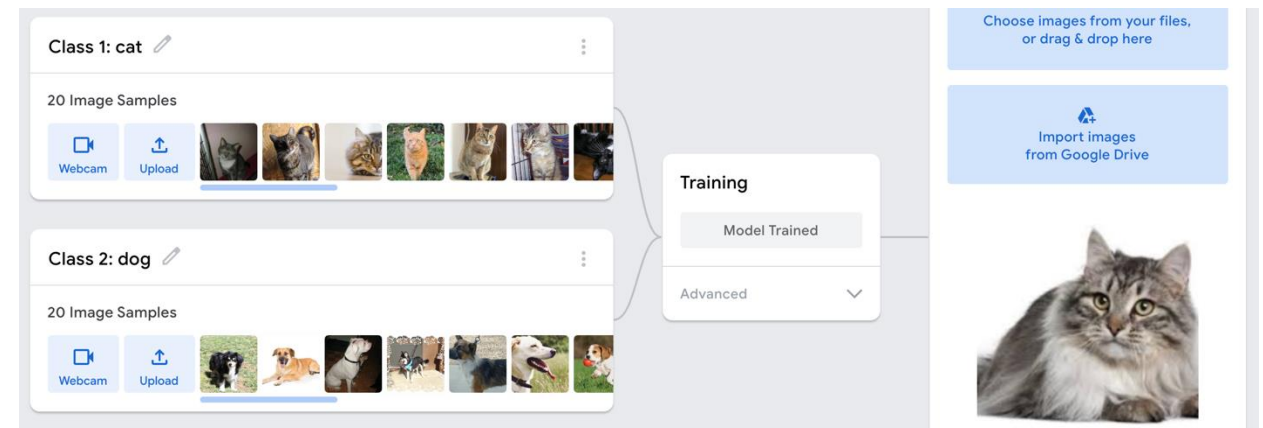 Class 1: cat
20 Image Samples
Webcam
Upload
Class 2: dog
20 Image Samples
Webcam
Upload
Training
Model Trained
Advanced
Choose images from your files,
or drag & drop here
Import images
from Google Drive